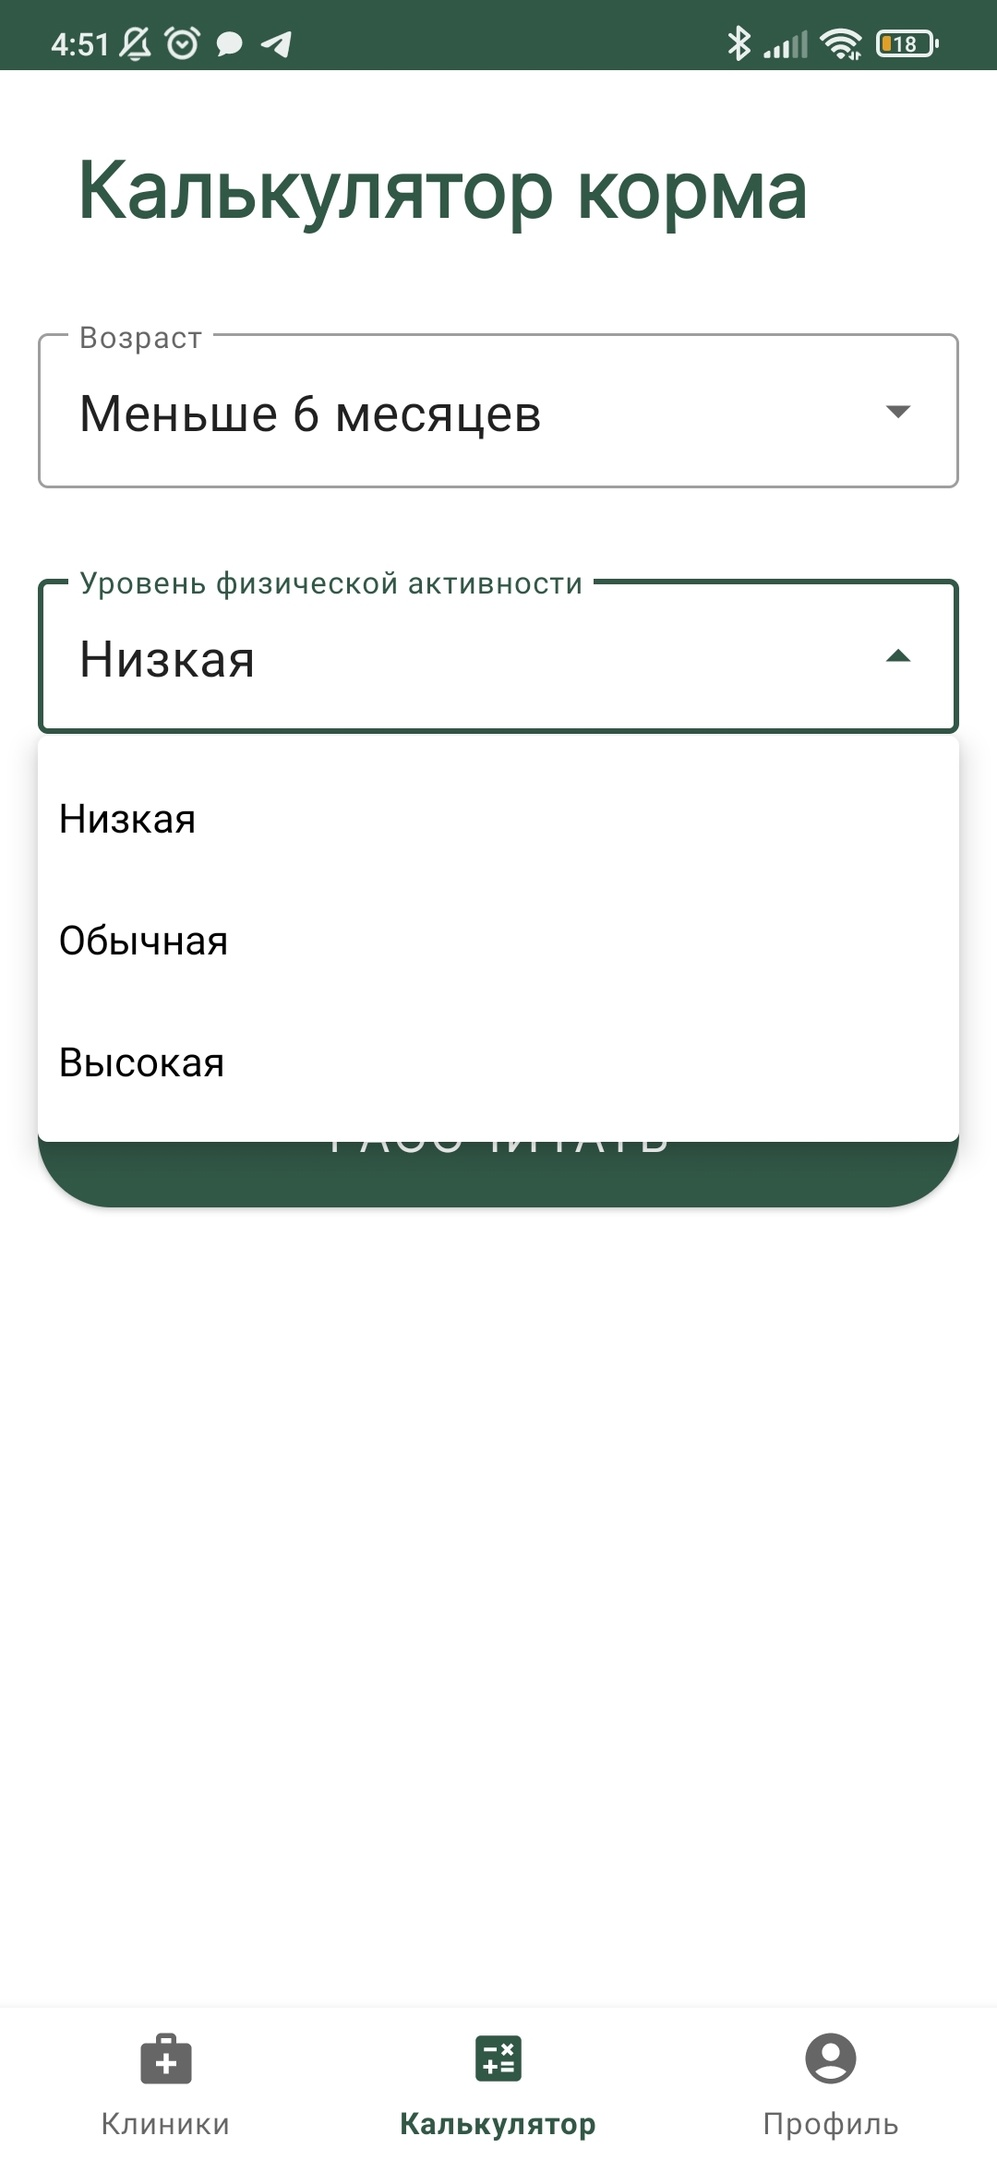 4:51
18
Калькулятор корма
Возраст
Меньше 6 месяцев
Уровень физической активности
Низкая
Низкая
Обычная
Высокая
Клиники
Калькулятор
Профиль